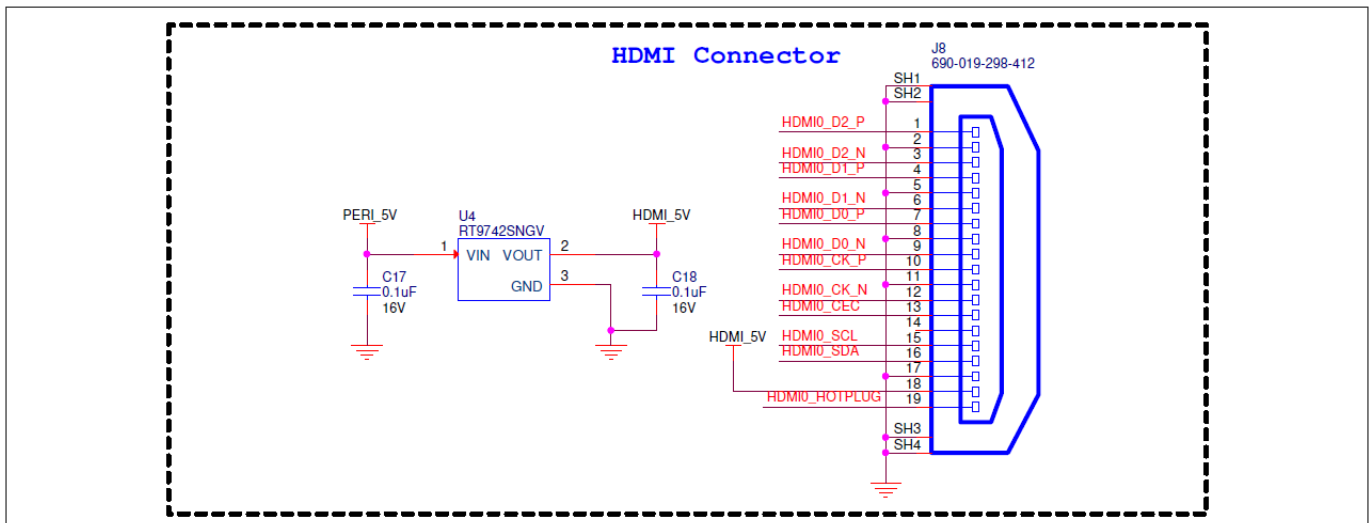 HDMI Connector
J8
690-019-298-412
SH1
SH2
HDMI0_D2_P 1
2
HDMI0_D2_N 3
HDMI0_D1_P 4
5
HDMI0_D1_N 6
HDMI0_D0_P 7
8
HDMI0_D0_N 9
HDMI0_CK_P 10
11
HDMI0_CK_N 12
HDMI0_CEC 13
14
HDMI0_SCL 15
HDMI0_SDA 16
17
HDMI_5V 18
HDMI0_HOTPLUG 19
SH3
SH4
PERI_5V
U4
RT9742SNGV
HDMI_5V
1 VIN VOUT 2
GND 3
C17
0.1uF
16V
C18
0.1uF
16V